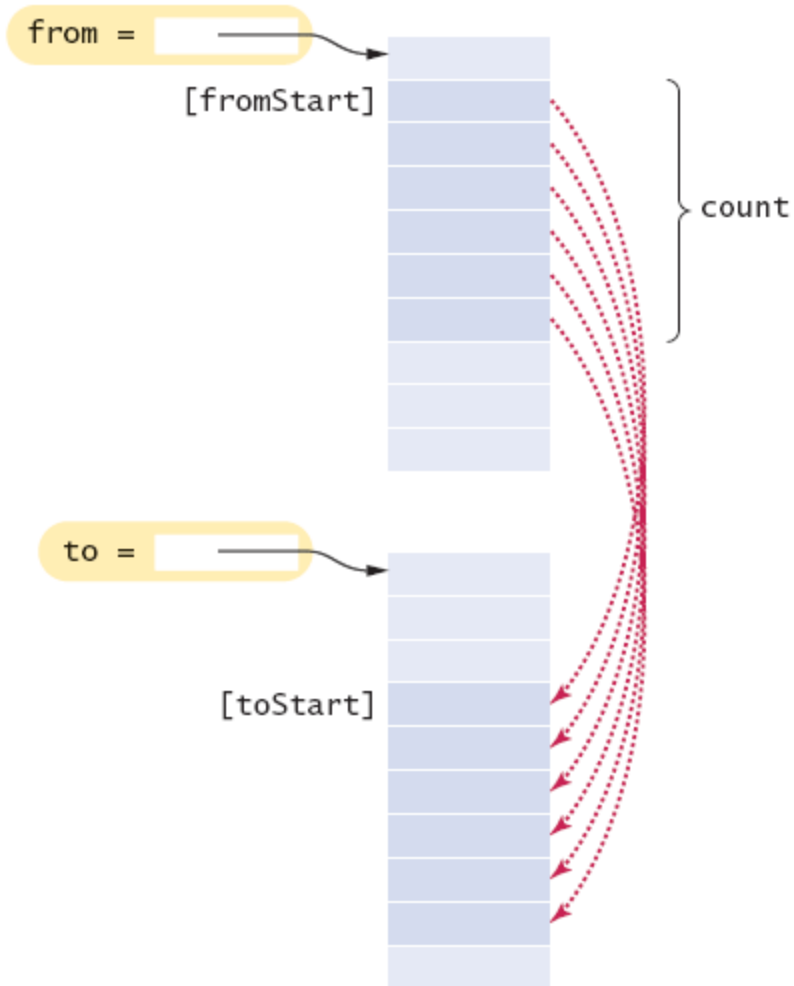 from =
[fromStart]
count
to =
[toStart]